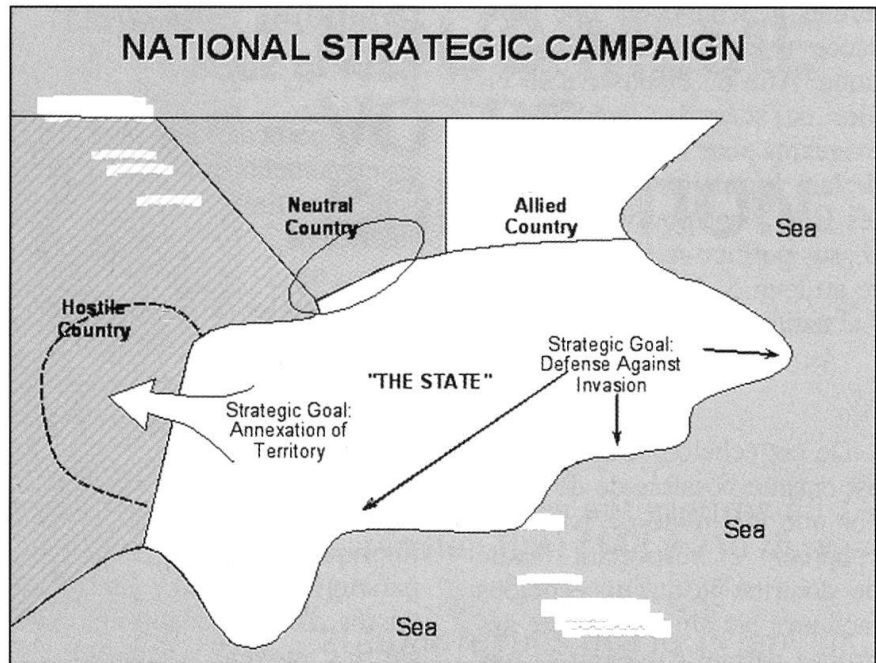 NATIONAL STRATEGIC CAMPAIGN
Neutral
Country
Allied
Country
Sea
Hostile
Country
"THE STATE"
Strategic Goal:
Defense Against
Invasion
Strategic Goal:
Annexation of
Territory
Sea
Sea